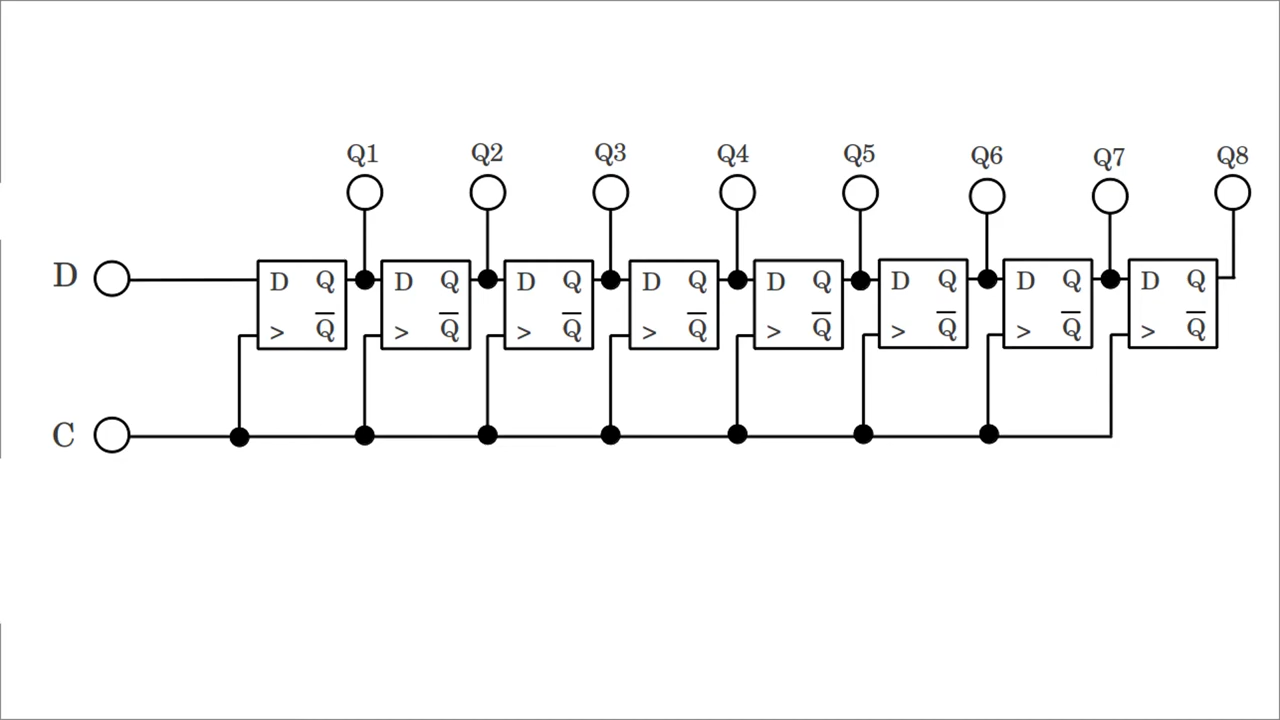 Q1 Q2 Q3 Q4 Q5 Q6 Q7 Q8
D D Q D Q D Q D Q D Q D Q D Q D Q
> Q̅ > Q̅ > Q̅ > Q̅ > Q̅ > Q̅ > Q̅ > Q̅
C